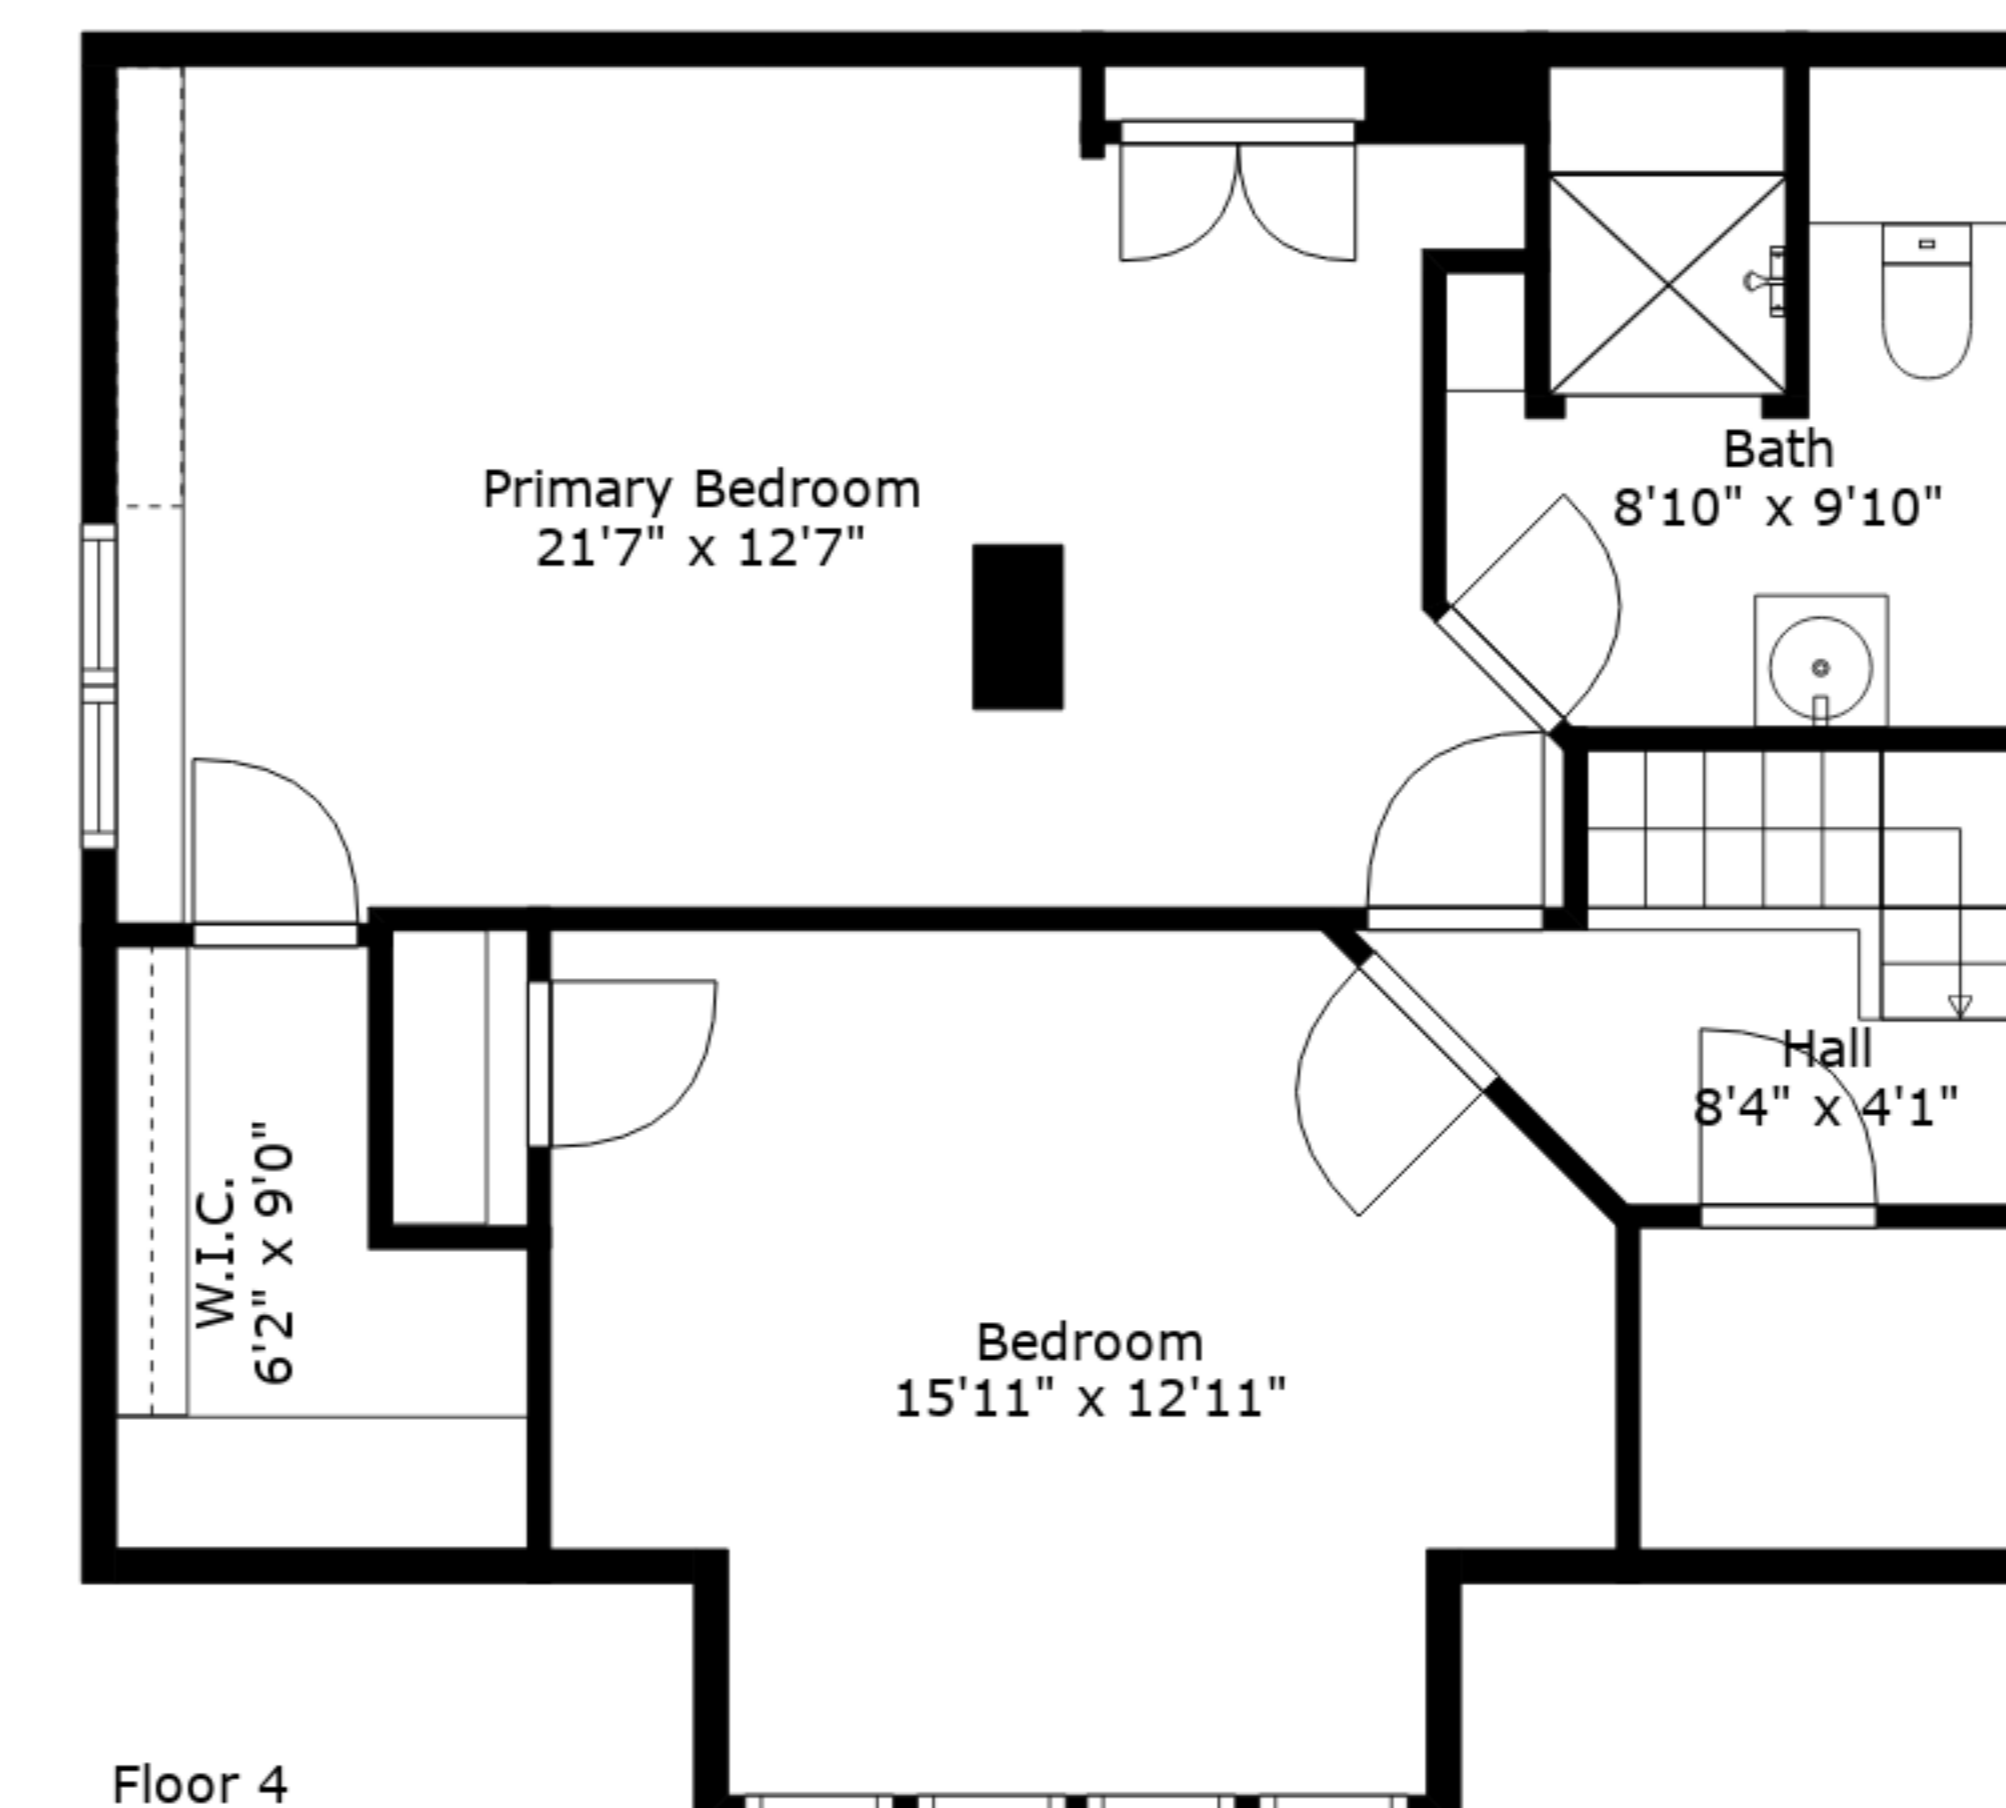 Primary Bedroom
21'7" x 12'7"
Bath
8'10" x 9'10"
Hall
8'4" x 4'1"
W.I.C.
6'2" x 9'0"
Bedroom
15'11" x 12'11"
Floor 4